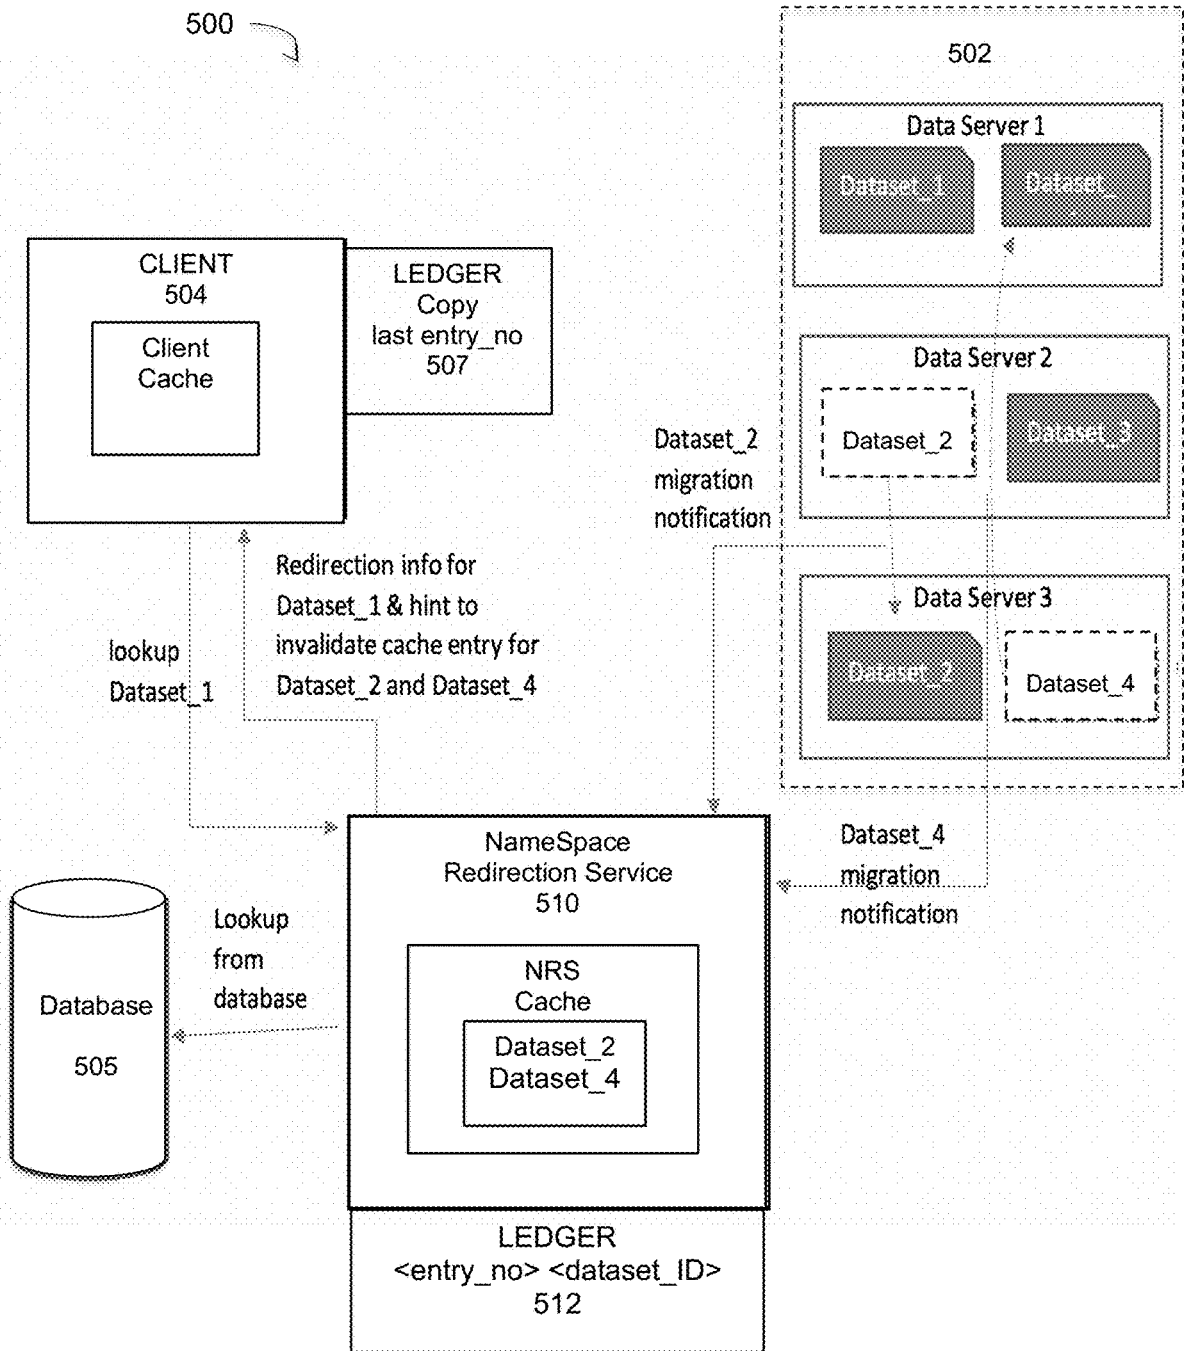 500
502
Data Server 1
Dataset_1
Dataset_
CLIENT
504
Client
Cache
LEDGER
Copy
last entry_no
507
Data Server 2
Dataset_2
Dataset_3
Dataset_2
migration
notification
Data Server 3
Dataset_2
Dataset_4
Redirection info for
Dataset_1 & hint to
invalidate cache entry for
Dataset_2 and Dataset_4
lookup
Dataset_1
NameSpace
Redirection Service
510
Dataset_4
migration
notification
Lookup
from
database
Database
505
NRS
Cache
Dataset_2
Dataset_4
LEDGER
<entry_no> <dataset_ID>
512